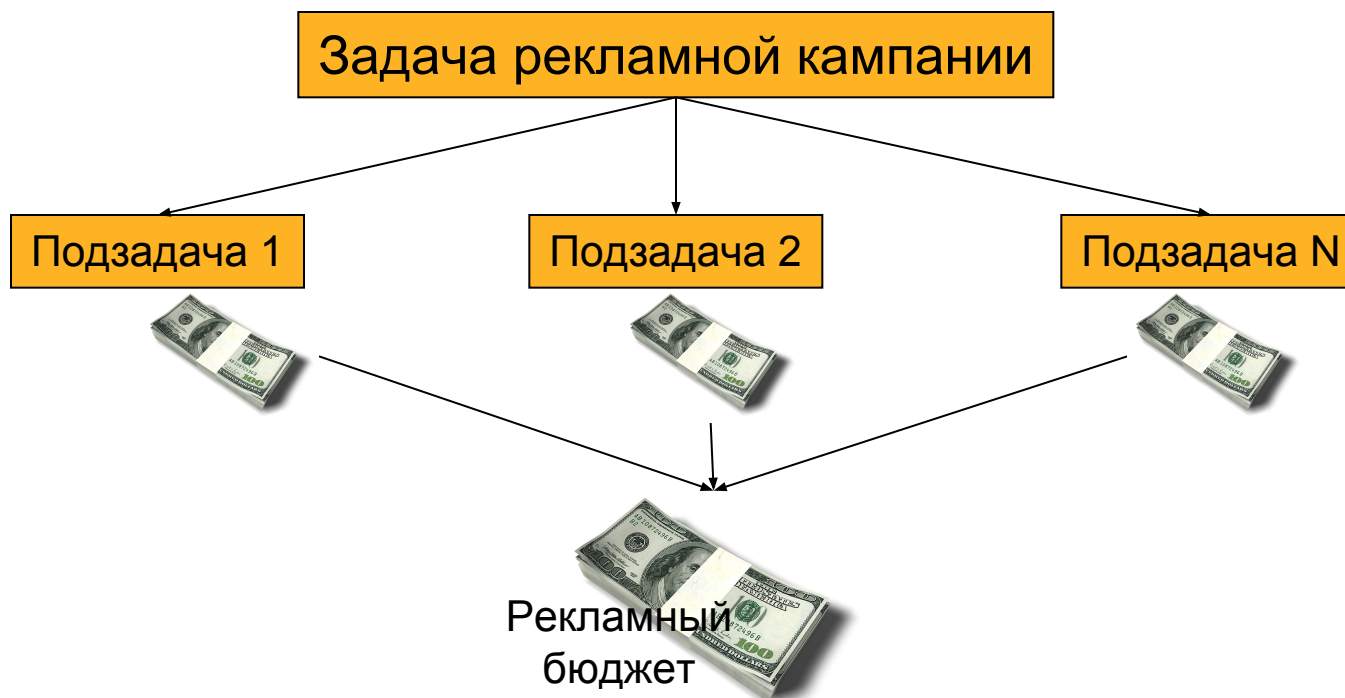 Задача рекламной кампании
Подзадача 1
Подзадача 2
Подзадача N
Рекламный
бюджет